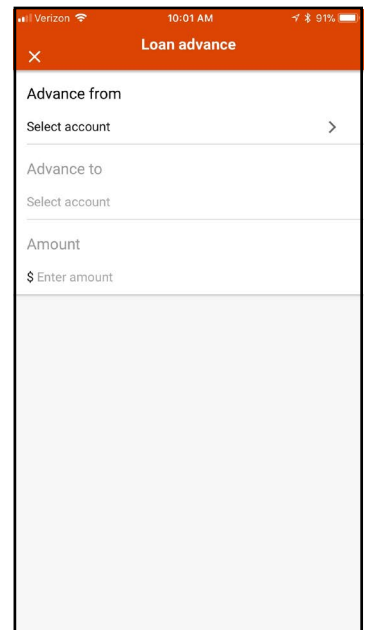 Verizon 10:01 AM 91%
Loan advance
Advance from
Select account
Advance to
Select account
Amount
$ Enter amount